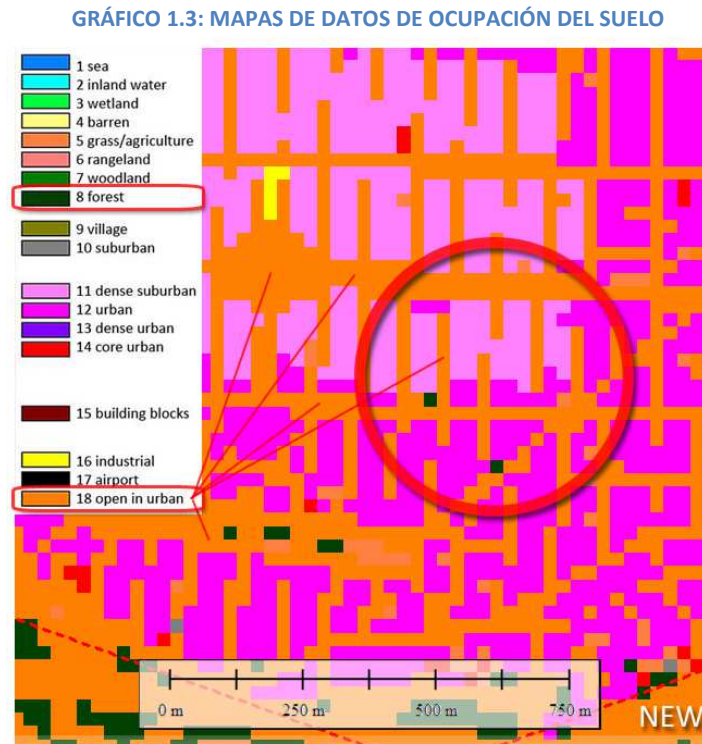 GRÁFICO 1.3: MAPAS DE DATOS DE OCUPACIÓN DEL SUELO
1 sea
2 inland water
3 wetland
4 barren
5 grass/agriculture
6 rangeland
7 woodland
8 forest
9 village
10 suburban
11 dense suburban
12 urban
13 dense urban
14 core urban
15 building blocks
16 industrial
17 airport
18 open in urban
0 m 250 m 500 m 750 m
NEW